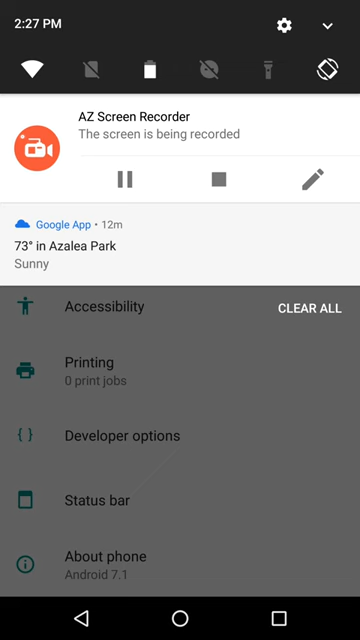 2:27 PM
AZ Screen Recorder
The screen is being recorded
Google App • 12m
73° in Azalea Park
Sunny
Accessibility
CLEAR ALL
Printing
0 print jobs
Developer options
Status bar
About phone
Android 7.1